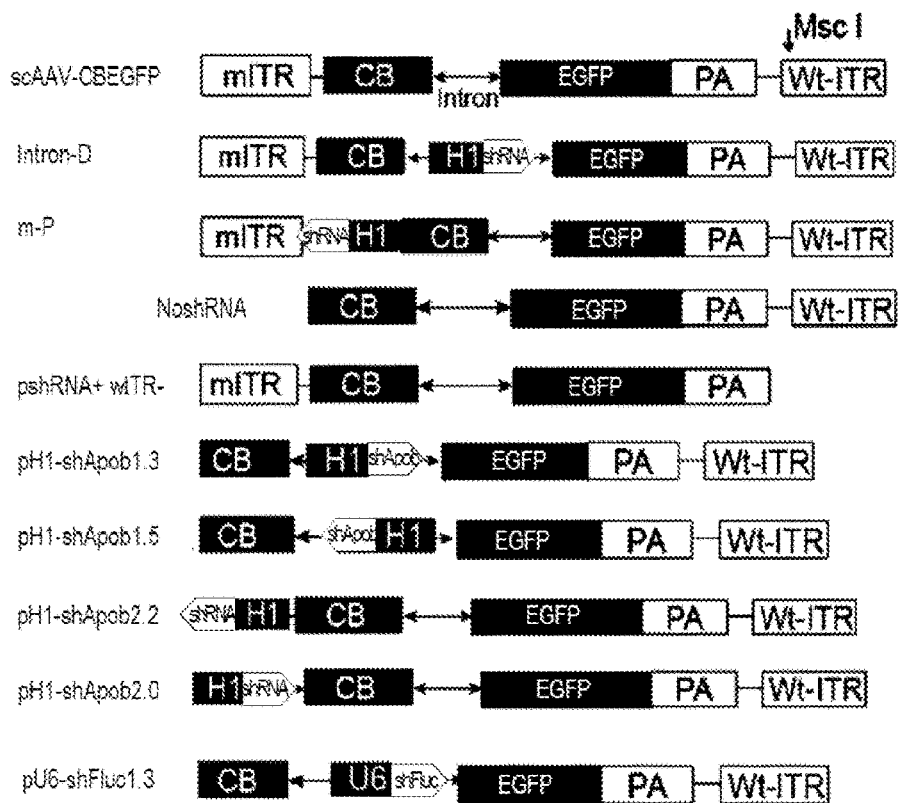 Msc I
scAAV-CBEGFP mITR CB Intron EGFP PA Wt-ITR
Intron-D mITR CB H1 shRNA EGFP PA Wt-ITR
m-P mITR shRNA H1 CB EGFP PA Wt-ITR
NoshRNA CB EGFP PA Wt-ITR
pshRNA+ wITR- mITR CB EGFP PA
pH1-shApob1.3 CB H1 shApob EGFP PA Wt-ITR
pH1-shApob1.5 CB shApob H1 EGFP PA Wt-ITR
pH1-shApob2.2 shRNA H1 CB EGFP PA Wt-ITR
pH1-shApob2.0 H1 shRNA CB EGFP PA Wt-ITR
pU6-shFluc1.3 CB U6 shFluc EGFP PA Wt-ITR